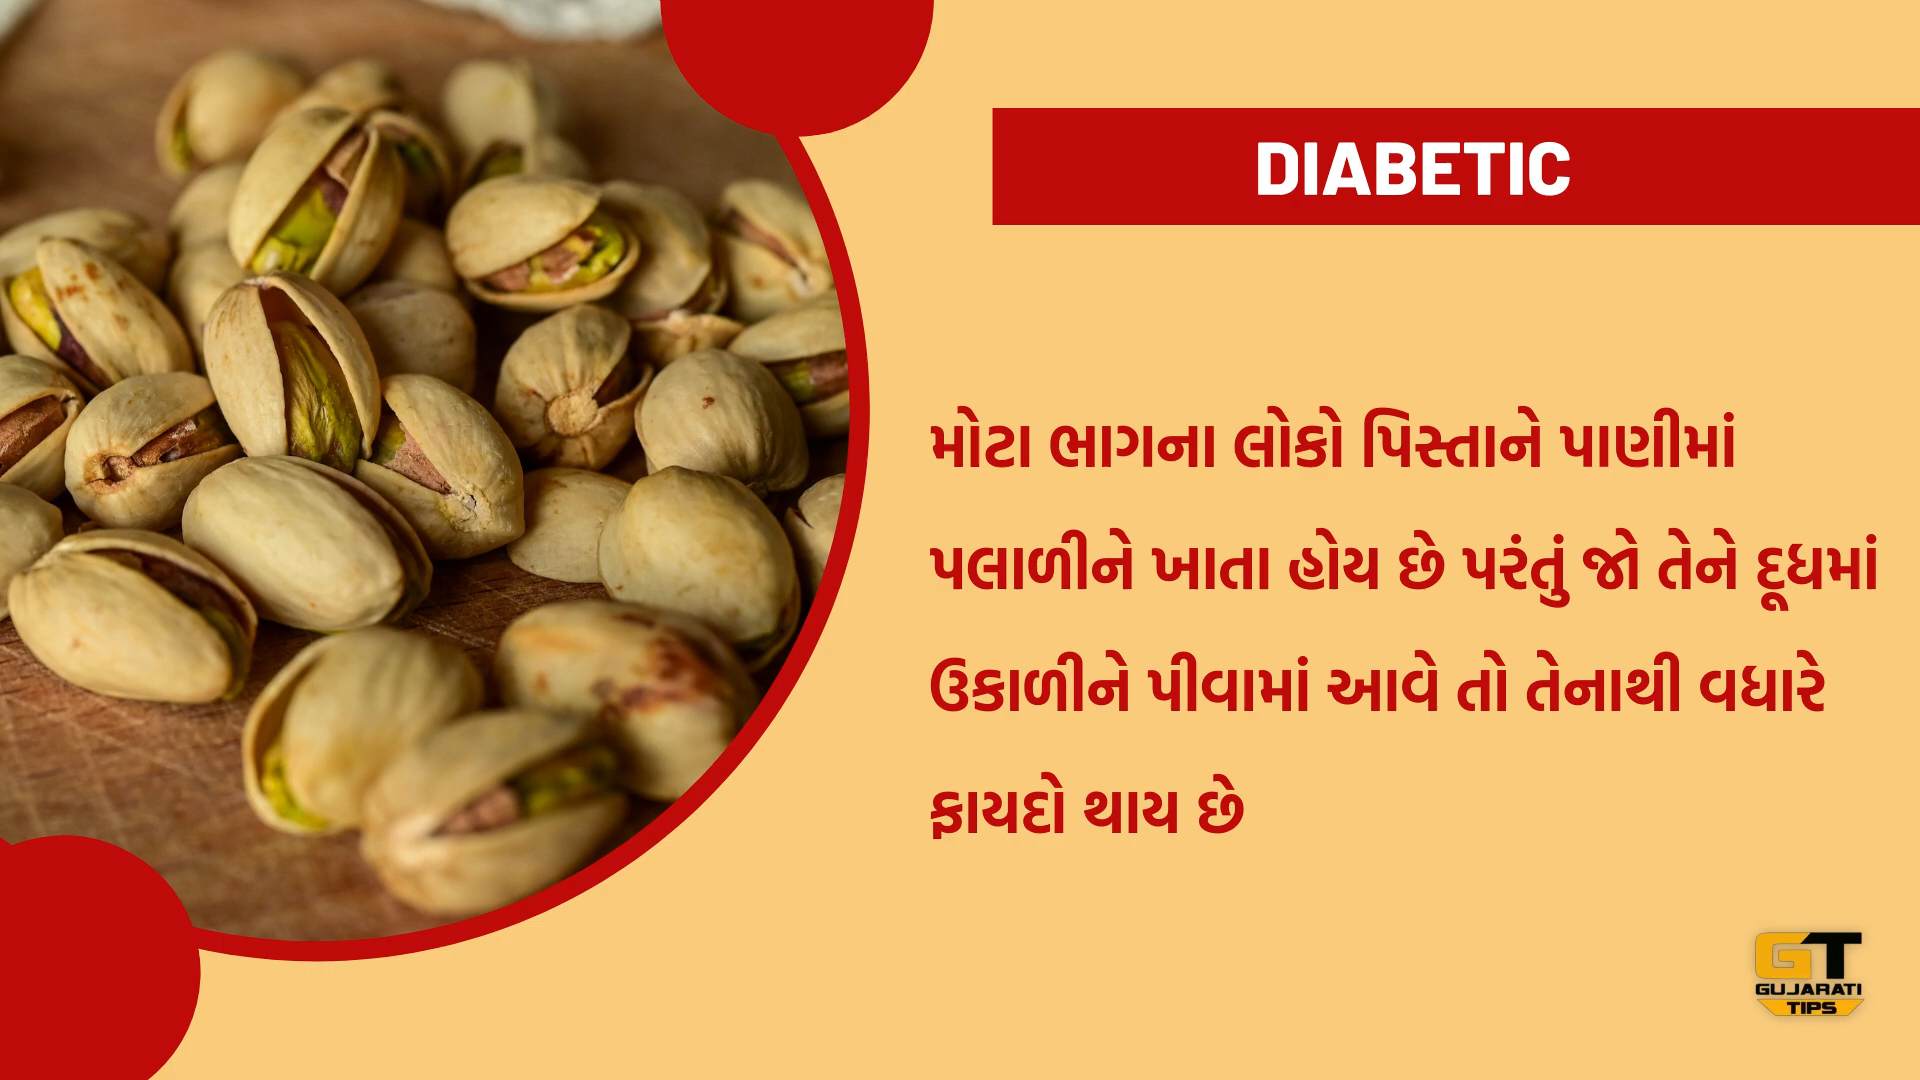 DIABETIC
મોટા ભાગના લોકો પિસ્તાને પાણીમાં
પલાળીને ખાતા હોય છે પરંતું જો તેને દૂધમાં
ઉકાળીને પીવામાં આવે તો તેનાથી વધારે
ફાયદો થાય છે
GT
GUJARATI
TIPS